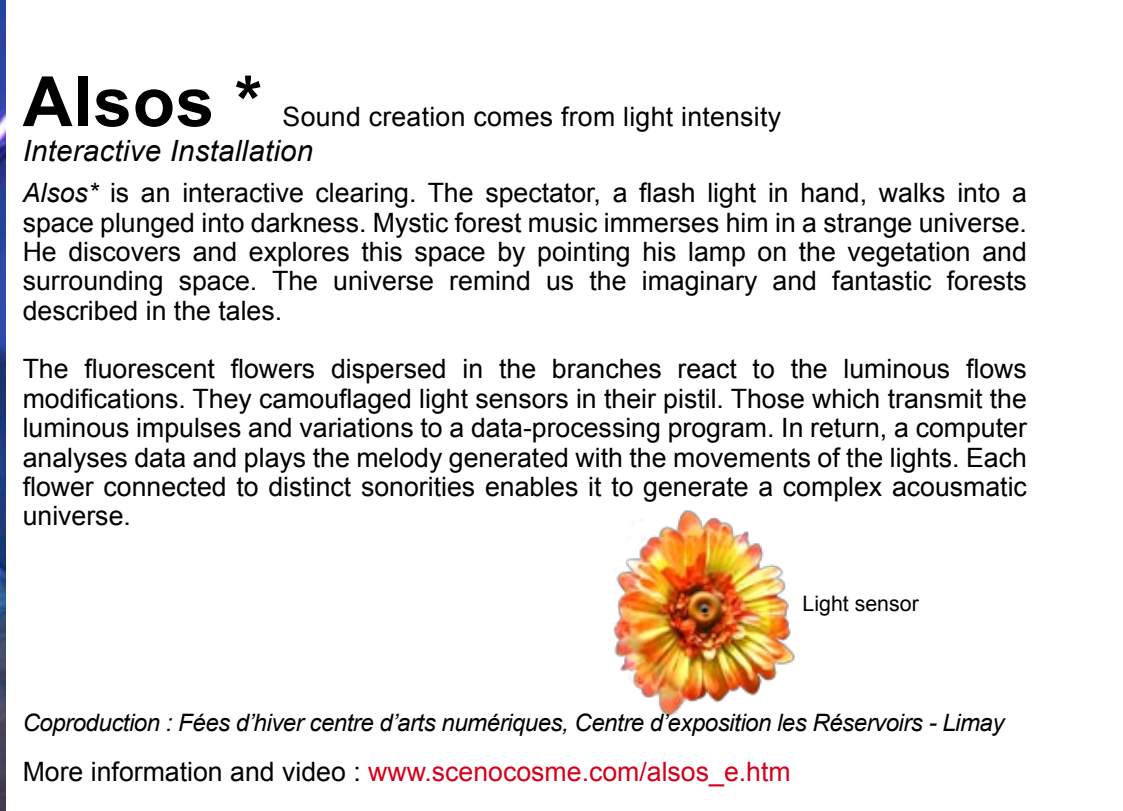 Alsos * Sound creation comes from light intensity
Interactive Installation
Alsos* is an interactive clearing. The spectator, a flash light in hand, walks into a
space plunged into darkness. Mystic forest music immerses him in a strange universe.
He discovers and explores this space by pointing his lamp on the vegetation and
surrounding space. The universe remind us the imaginary and fantastic forests
described in the tales.
The fluorescent flowers dispersed in the branches react to the luminous flows
modifications. They camouflaged light sensors in their pistil. Those which transmit the
luminous impulses and variations to a data-processing program. In return, a computer
analyses data and plays the melody generated with the movements of the lights. Each
flower connected to distinct sonorities enables it to generate a complex acousmatic
universe.
Light sensor
Coproduction : Fées d’hiver centre d’arts numériques, Centre d’exposition les Réservoirs - Limay
More information and video : www.scenocosme.com/alsos_e.htm